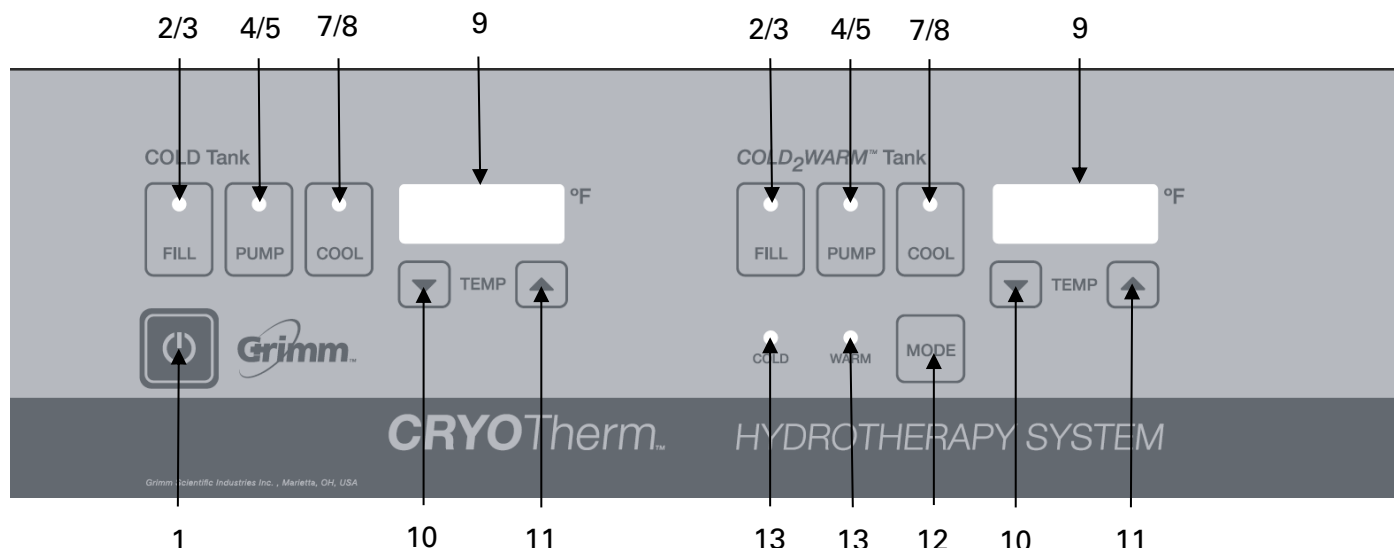 2/3 4/5 7/8 9 2/3 4/5 7/8 9
COLD Tank COLD2WARM™ Tank
FILL PUMP COOL ºF FILL PUMP COOL ºF
TEMP TEMP
Grimm™ COLD WARM MODE
CRYOTherm™ HYDROTHERAPY SYSTEM
Grimm Scientific Industries Inc. , Marietta, OH, USA
1 10 11 13 13 12 10 11